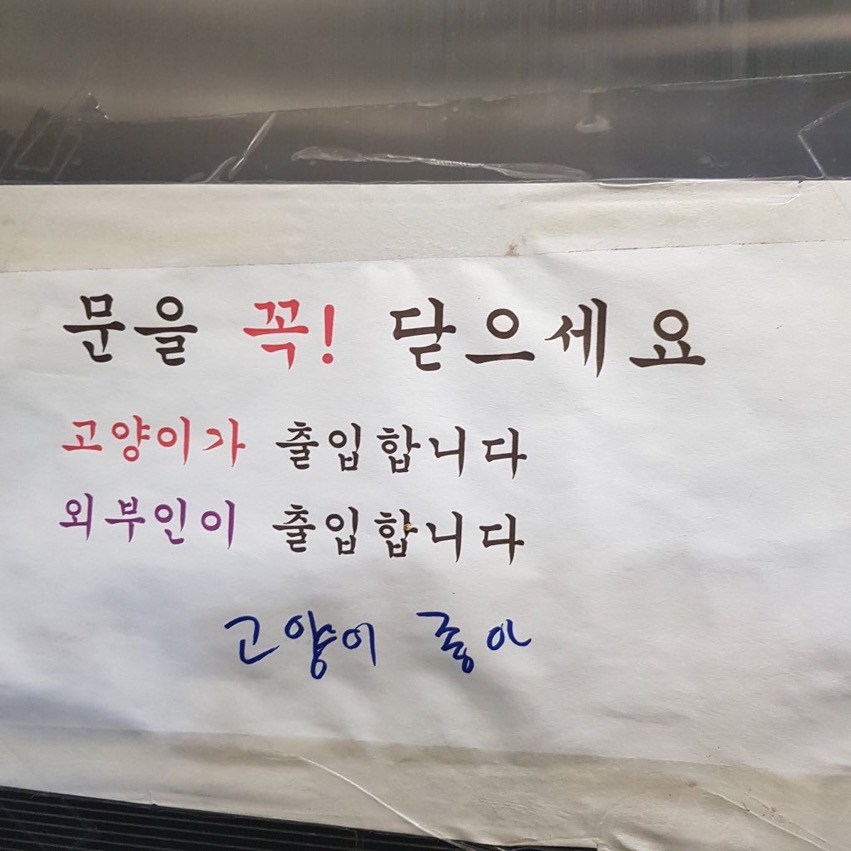 문을 꼭! 닫으세요
고양이가 출입합니다
외부인이 출입합니다
고양이 좋아